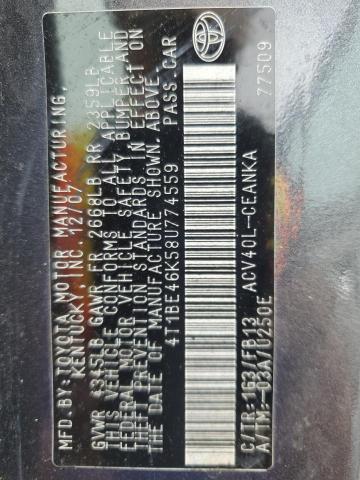 MFD.BY:TOYOTA MOTOR MANUFACTURING,
KENTUCKY, INC. 12/07
GVWR 4345LB GAWR FR 2668LB RR 2359LB
THIS VEHICLE CONFORMS TO ALL APPLICABLE
FEDERAL MOTOR VEHICLE SAFETY, BUMPER AND
THEFT PREVENTION STANDARDS IN EFFECT ON
THE DATE OF MANUFACTURE SHOWN ABOVE.
4T1BE46K58U774559 PASS.CAR
C/TR:1G3/FB13 ACV40L-CEANKA
A/TM:-03A/U250E 77509
TOYOTA